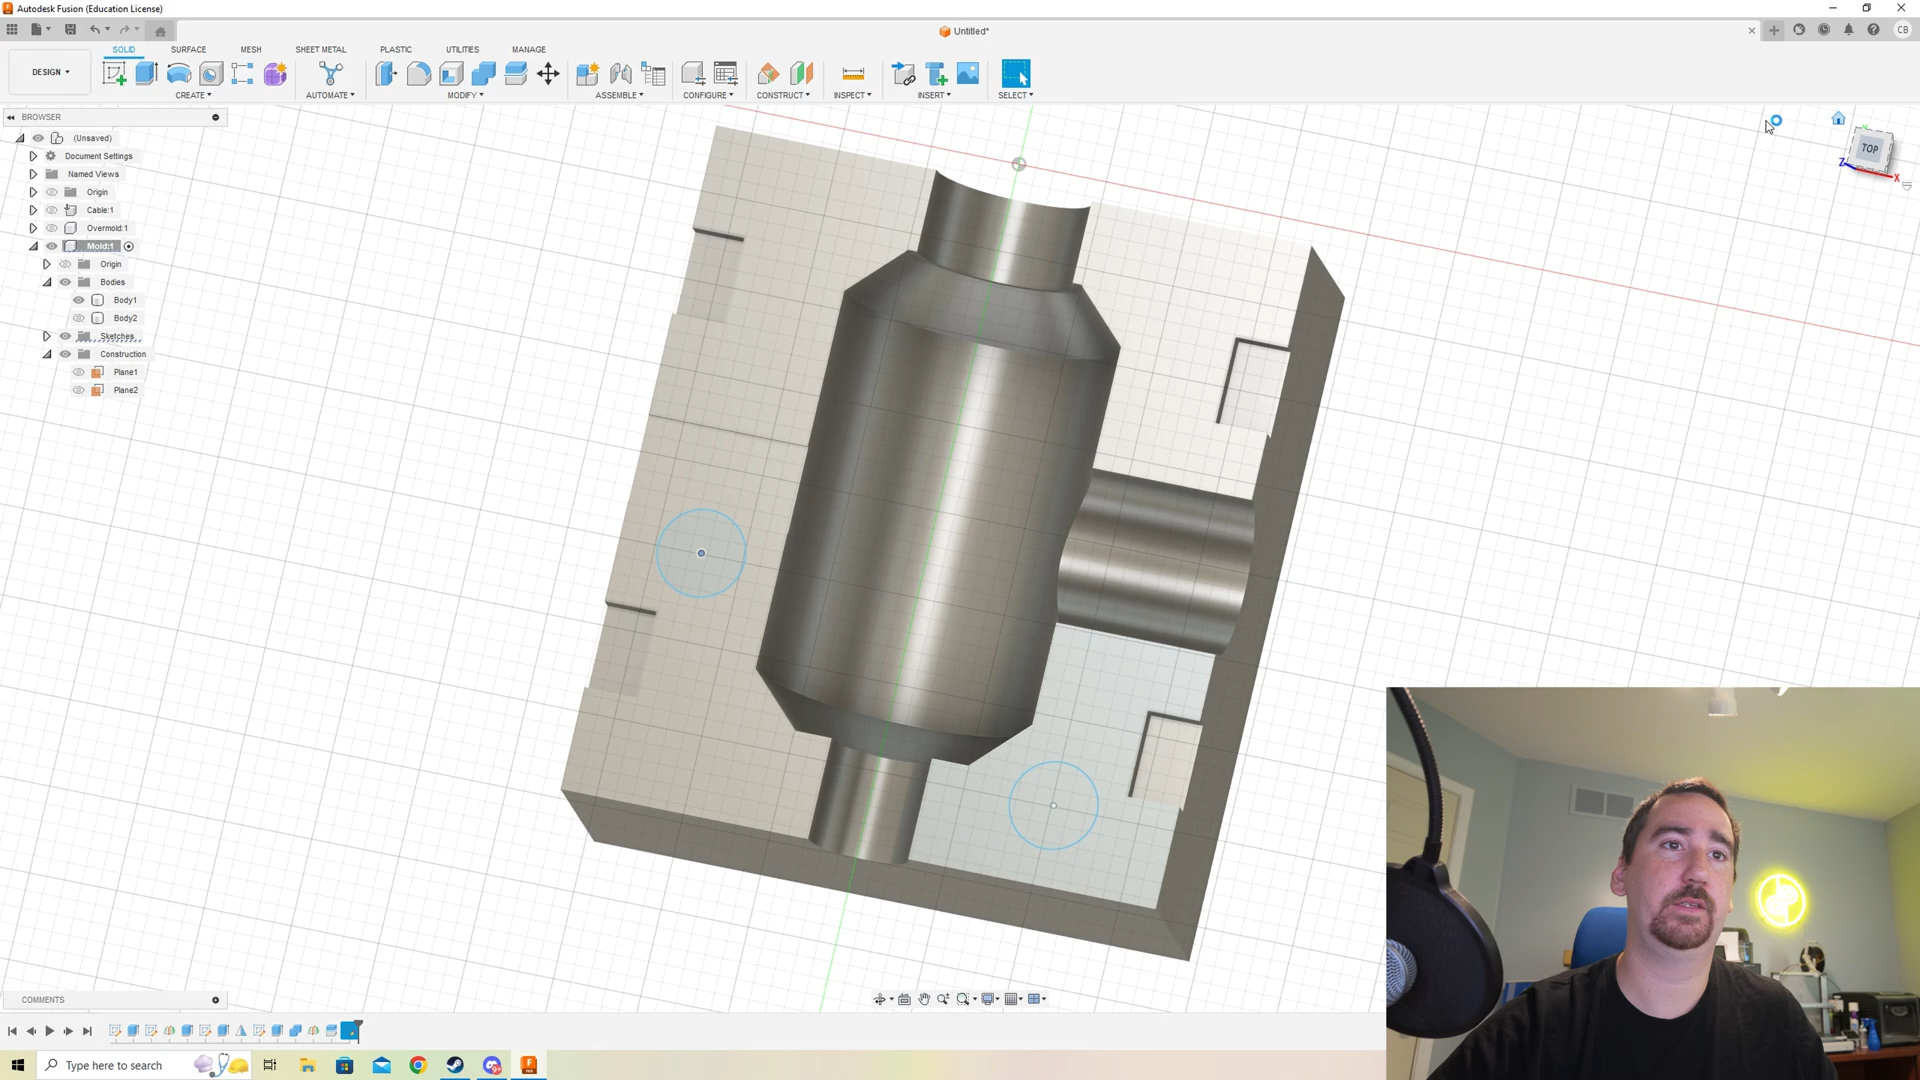 Autodesk Fusion (Education License)
Untitled*
CB
SOLID SURFACE MESH SHEET METAL PLASTIC UTILITIES MANAGE
DESIGN
CREATE AUTOMATE MODIFY ASSEMBLE CONFIGURE CONSTRUCT INSPECT INSERT SELECT
BROWSER
(Unsaved)
Document Settings
Named Views
Origin
Cable:1
Overmold:1
Mold:1
Origin
Bodies
Body1
Body2
Sketches
Construction
Plane1
Plane2
TOP
Z
X
COMMENTS
Type here to search